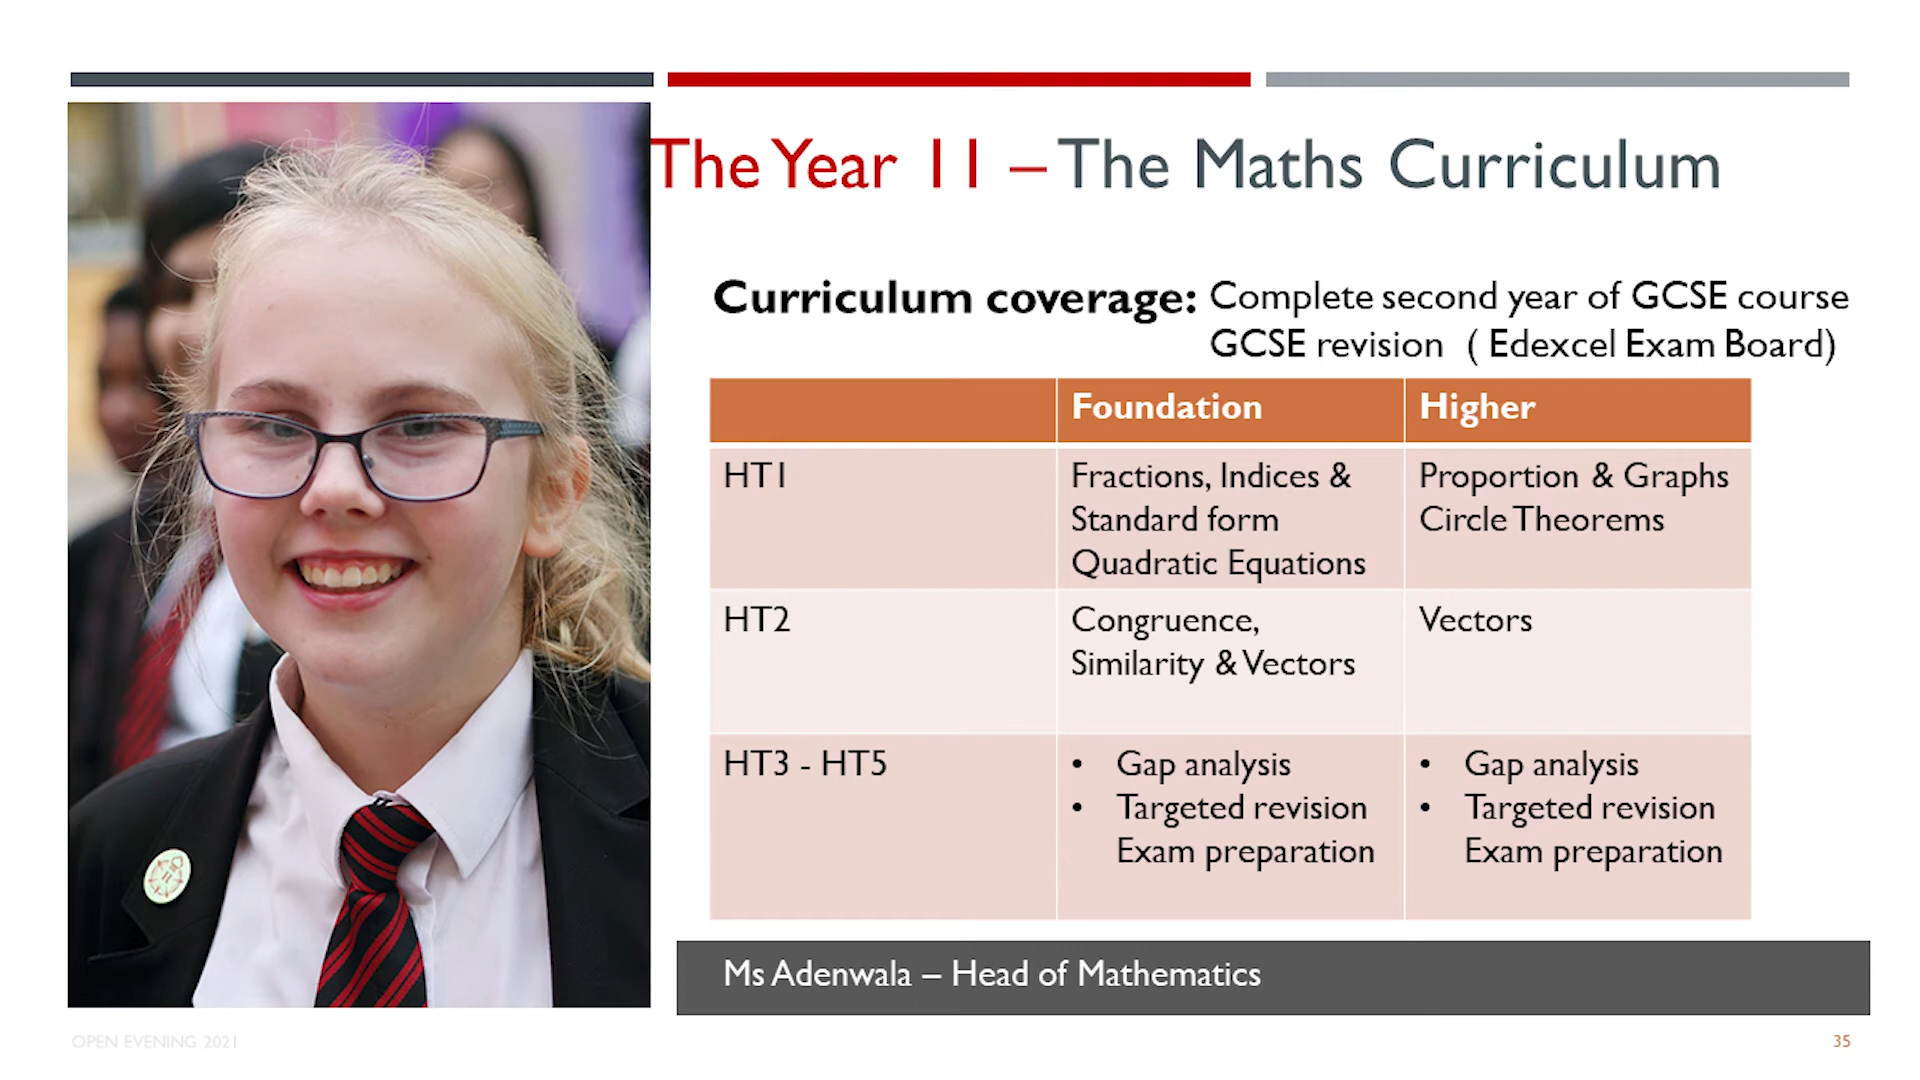 The Year 11 – The Maths Curriculum
Curriculum coverage: Complete second year of GCSE course
GCSE revision ( Edexcel Exam Board)
Foundation Higher
HT1
Fractions, Indices &
Standard form
Quadratic Equations
Proportion & Graphs
Circle Theorems
HT2
Congruence,
Similarity & Vectors
Vectors
HT3 - HT5
• Gap analysis
• Targeted revision
Exam preparation
• Gap analysis
• Targeted revision
Exam preparation
Ms Adenwala – Head of Mathematics
OPEN EVENING 2021
35